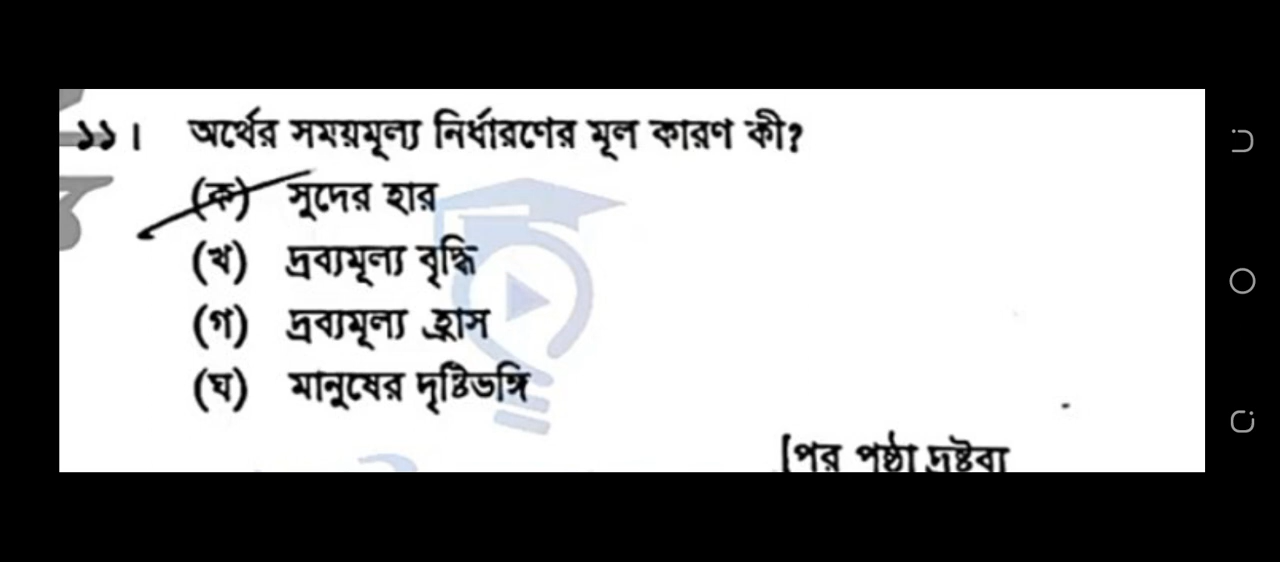 ১১। অর্থের সময়মূল্য নির্ধারণের মূল কারণ কী?
(ক) সুদের হার
(খ) দ্রব্যমূল্য বৃদ্ধি
(গ) দ্রব্যমূল্য হ্রাস
(ঘ) মানুষের দৃষ্টিভঙ্গি
[পর পৃষ্ঠা দ্রষ্টব্য